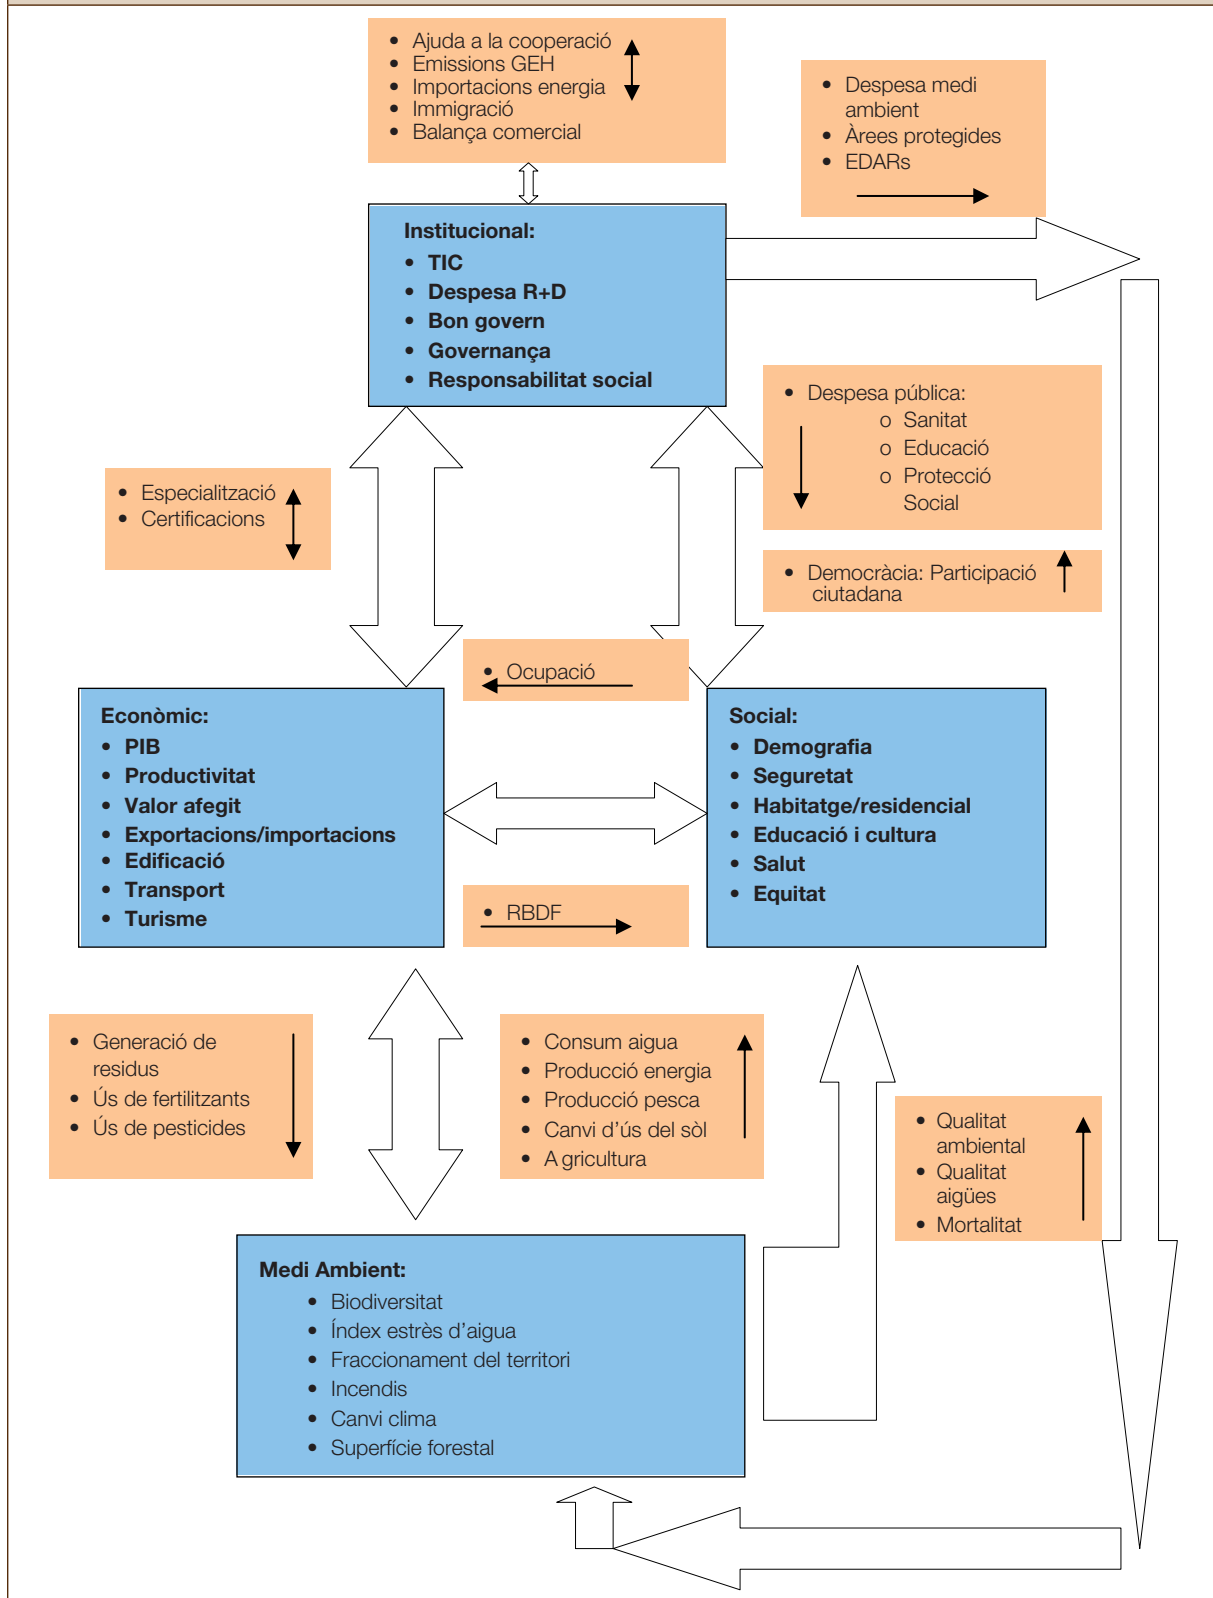 • Ajuda a la cooperació
• Emissions GEH
• Importacions energia
• Immigració
• Balança comercial
• Despesa medi
ambient
• Àrees protegides
• EDARs
Institucional:
• TIC
• Despesa R+D
• Bon govern
• Governança
• Responsabilitat social
• Despesa pública:
o Sanitat
o Educació
o Protecció
Social
• Especialització
• Certificacions
• Democràcia: Participació
ciutadana
• Ocupació
Econòmic:
• PIB
• Productivitat
• Valor afegit
• Exportacions/importacions
• Edificació
• Transport
• Turisme
Social:
• Demografia
• Seguretat
• Habitatge/residencial
• Educació i cultura
• Salut
• Equitat
• RBDF
• Generació de
residus
• Ús de fertilitzants
• Ús de pesticides
• Consum aigua
• Producció energia
• Producció pesca
• Canvi d’ús del sòl
• A gricultura
• Qualitat
ambiental
• Qualitat
aigües
• Mortalitat
Medi Ambient:
• Biodiversitat
• Índex estrès d’aigua
• Fraccionament del territori
• Incendis
• Canvi clima
• Superfície forestal